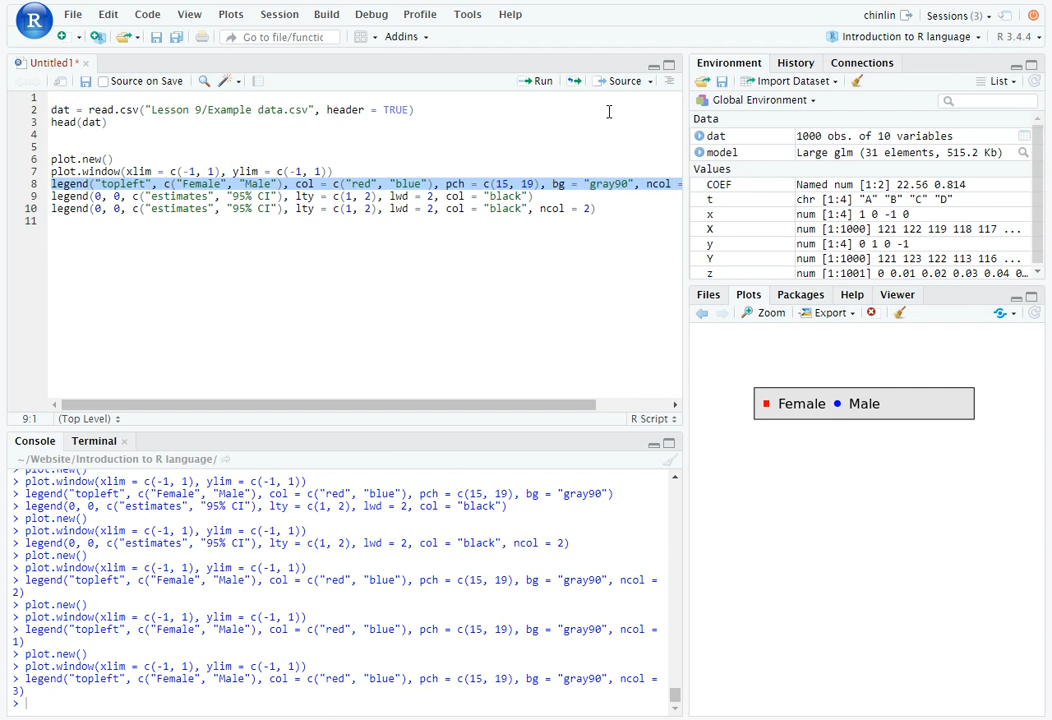 R File Edit Code View Plots Session Build Debug Profile Tools Help chinlin Sessions (3)
Go to file/functic Addins Introduction to R language R 3.4.4
Untitled1*
Source on Save Run Source
1
2 dat = read.csv("Lesson 9/Example data.csv", header = TRUE)
3 head(dat)
4
5
6 plot.new()
7 plot.window(xlim = c(-1, 1), ylim = c(-1, 1))
8 legend("topleft", c("Female", "Male"), col = c("red", "blue"), pch = c(15, 19), bg = "gray90", ncol =
9 legend(0, 0, c("estimates", "95% CI"), lty = c(1, 2), lwd = 2, col = "black")
10 legend(0, 0, c("estimates", "95% CI"), lty = c(1, 2), lwd = 2, col = "black", ncol = 2)
11
9:1 (Top Level) R Script
Console Terminal
~/Website/Introduction to R language/
> plot.new()
> plot.window(xlim = c(-1, 1), ylim = c(-1, 1))
> legend("topleft", c("Female", "Male"), col = c("red", "blue"), pch = c(15, 19), bg = "gray90")
> legend(0, 0, c("estimates", "95% CI"), lty = c(1, 2), lwd = 2, col = "black")
> plot.new()
> plot.window(xlim = c(-1, 1), ylim = c(-1, 1))
> legend(0, 0, c("estimates", "95% CI"), lty = c(1, 2), lwd = 2, col = "black", ncol = 2)
> plot.new()
> plot.window(xlim = c(-1, 1), ylim = c(-1, 1))
> legend("topleft", c("Female", "Male"), col = c("red", "blue"), pch = c(15, 19), bg = "gray90", ncol =
2)
> plot.new()
> plot.window(xlim = c(-1, 1), ylim = c(-1, 1))
> legend("topleft", c("Female", "Male"), col = c("red", "blue"), pch = c(15, 19), bg = "gray90", ncol =
1)
> plot.new()
> plot.window(xlim = c(-1, 1), ylim = c(-1, 1))
> legend("topleft", c("Female", "Male"), col = c("red", "blue"), pch = c(15, 19), bg = "gray90", ncol =
3)
>
Environment History Connections
Import Dataset List
Global Environment
Data
dat 1000 obs. of 10 variables
model Large glm (31 elements, 515.2 Kb)
Values
COEF Named num [1:2] 22.56 0.814
t chr [1:4] "A" "B" "C" "D"
x num [1:4] 1 0 -1 0
X num [1:1000] 121 122 119 118 117 ...
y num [1:4] 0 1 0 -1
Y num [1:1000] 121 123 122 113 116 ...
z num [1:1001] 0 0.01 0.02 0.03 0.04 0…
Files Plots Packages Help Viewer
Zoom Export
Female Male